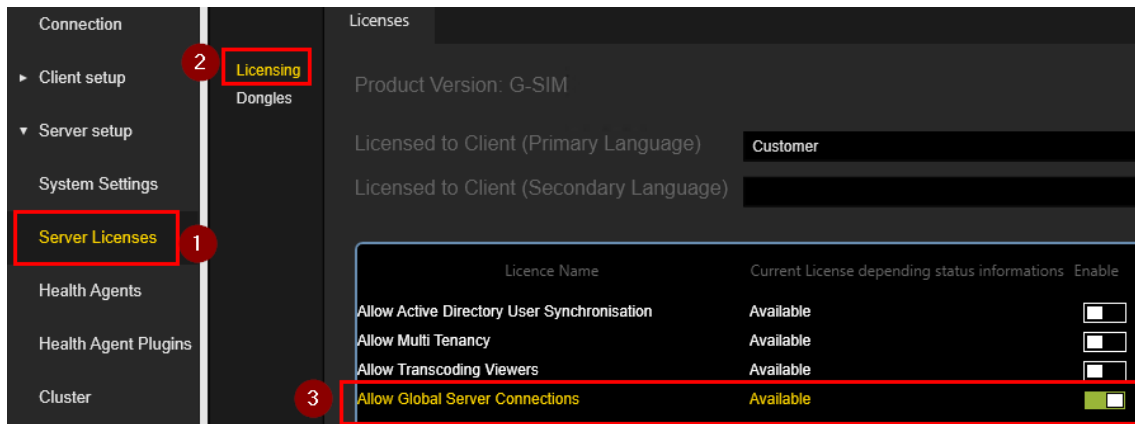 Connection
▸ Client setup
▾ Server setup
System Settings
Server Licenses
1
Health Agents
Health Agent Plugins
Cluster
2
Licensing
Dongles
Licenses
Product Version: G-SIM
Licensed to Client (Primary Language) Customer
Licensed to Client (Secondary Language)
Licence Name Current License depending status informations Enable
Allow Active Directory User Synchronisation Available
Allow Multi Tenancy Available
Allow Transcoding Viewers Available
3 Allow Global Server Connections Available